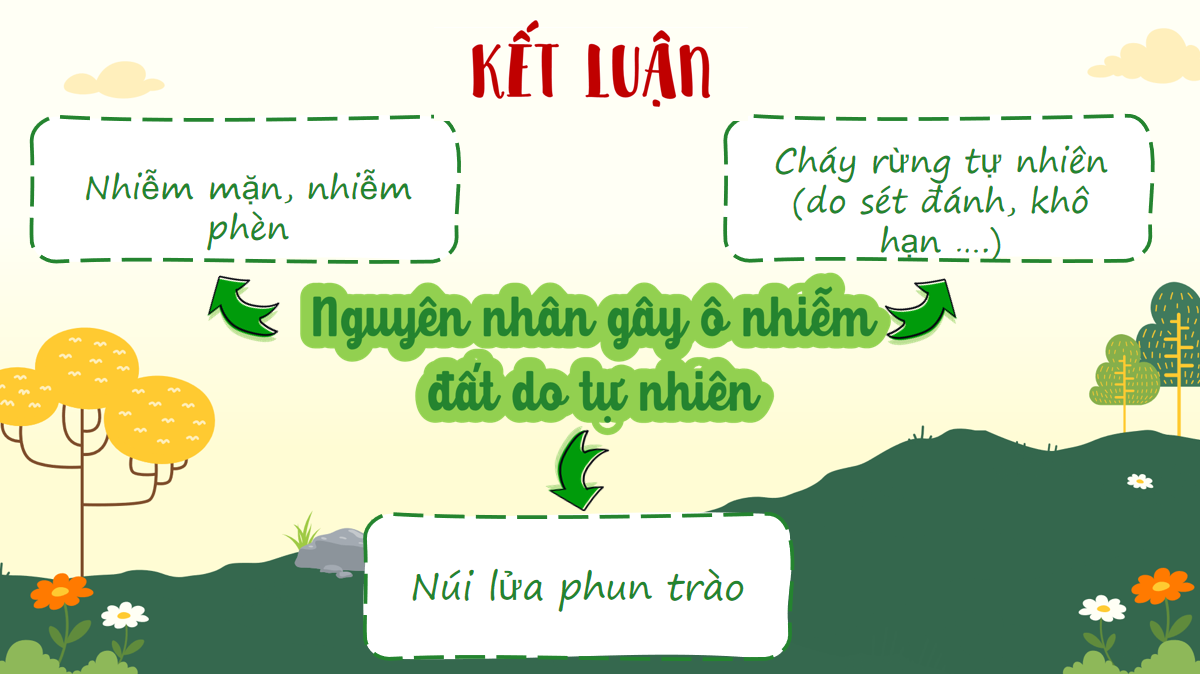 KẾT LUẬN
Nhiễm mặn, nhiễm
phèn
Cháy rừng tự nhiên
(do sét đánh, khô
hạn ....)
Nguyên nhân gây ô nhiễm
đất do tự nhiên
Núi lửa phun trào